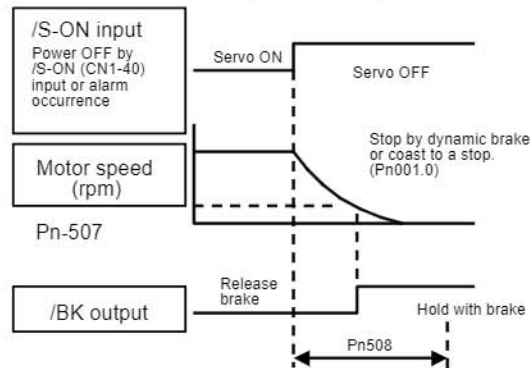 /S-ON input
Power OFF by
/S-ON (CN1-40)
input or alarm
occurrence
Servo ON
Servo OFF
Stop by dynamic brake
or coast to a stop.
(Pn001.0)
Motor speed
(rpm)
Pn-507
Release
brake
/BK output
Hold with brake
Pn508